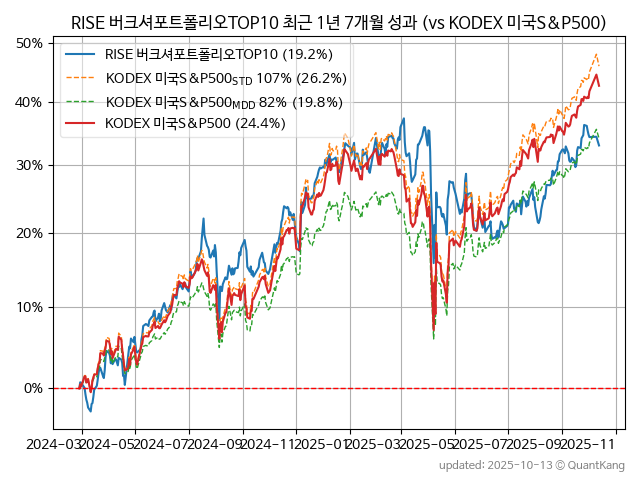 RISE 버크셔포트폴리오TOP10 최근 1년 7개월 성과 (vs KODEX 미국S&P500)
50%
40%
30%
20%
10%
0%
RISE 버크셔포트폴리오TOP10 (19.2%)
KODEX 미국S&P500STD 107% (26.2%)
KODEX 미국S&P500MDD 82% (19.8%)
KODEX 미국S&P500 (24.4%)
2024-03 2024-05 2024-07 2024-09 2024-11 2025-01 2025-03 2025-05 2025-07 2025-09 2025-11
updated: 2025-10-13 © QuantKang